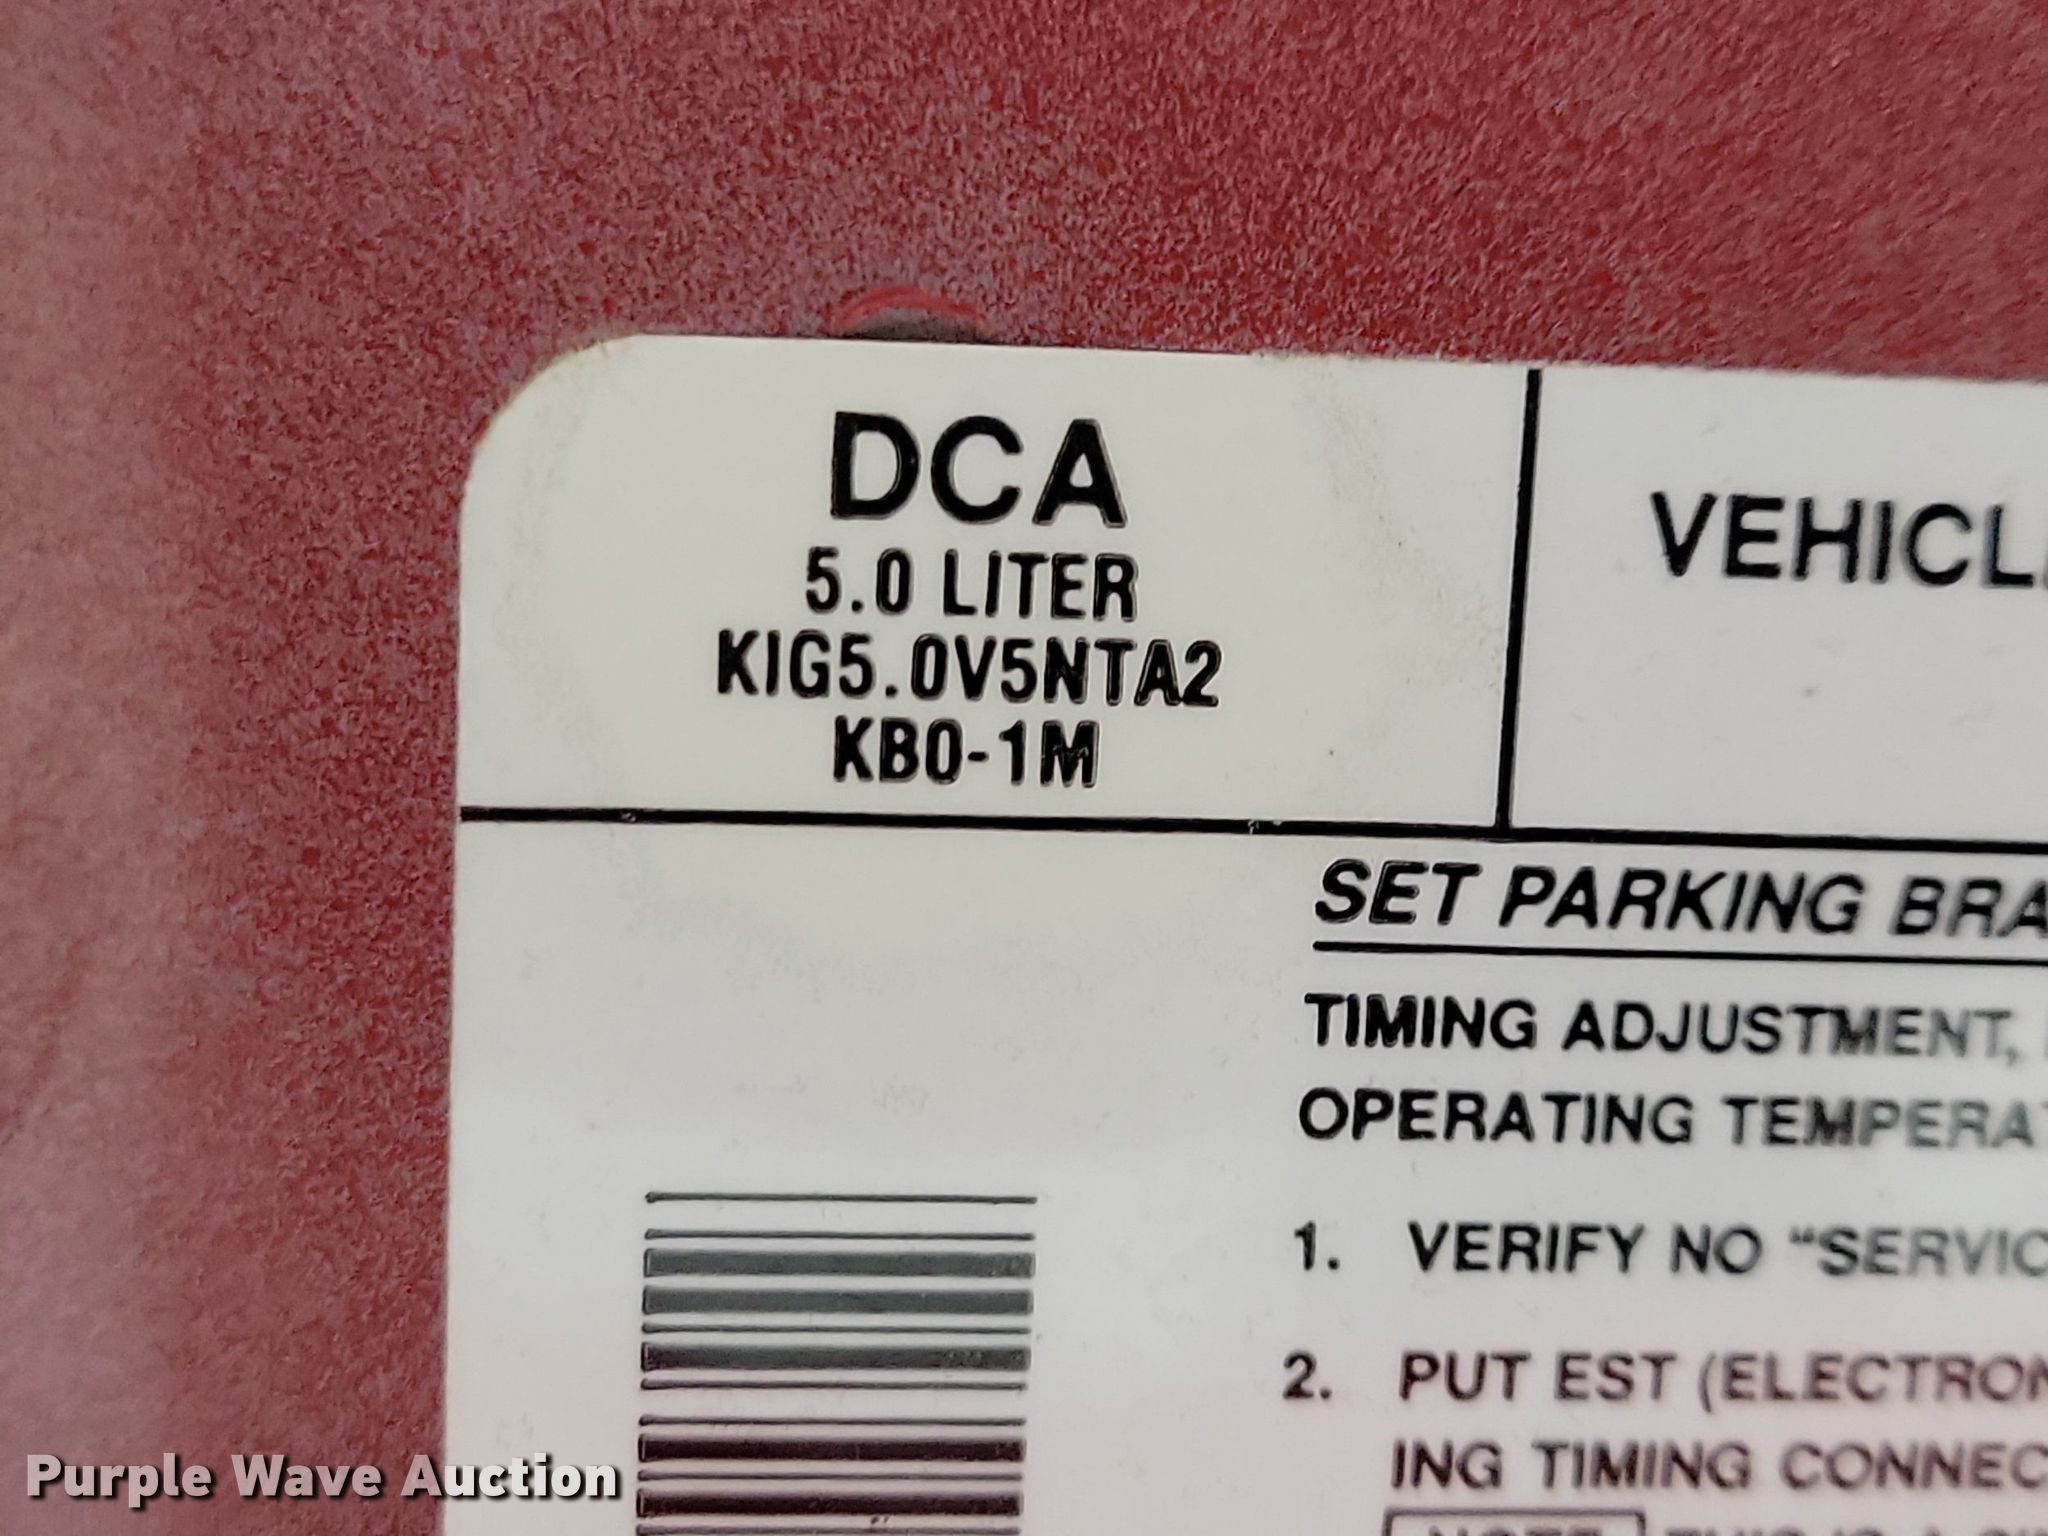 DCA
5.0 LITER
KIG5.0V5NTA2
KB0-1M
SET PARKING
TIMING ADJUSTMENT,
OPERATING
1. VERIFY NO
2. PUT EST
ING TIMING
Purple Wave Auction